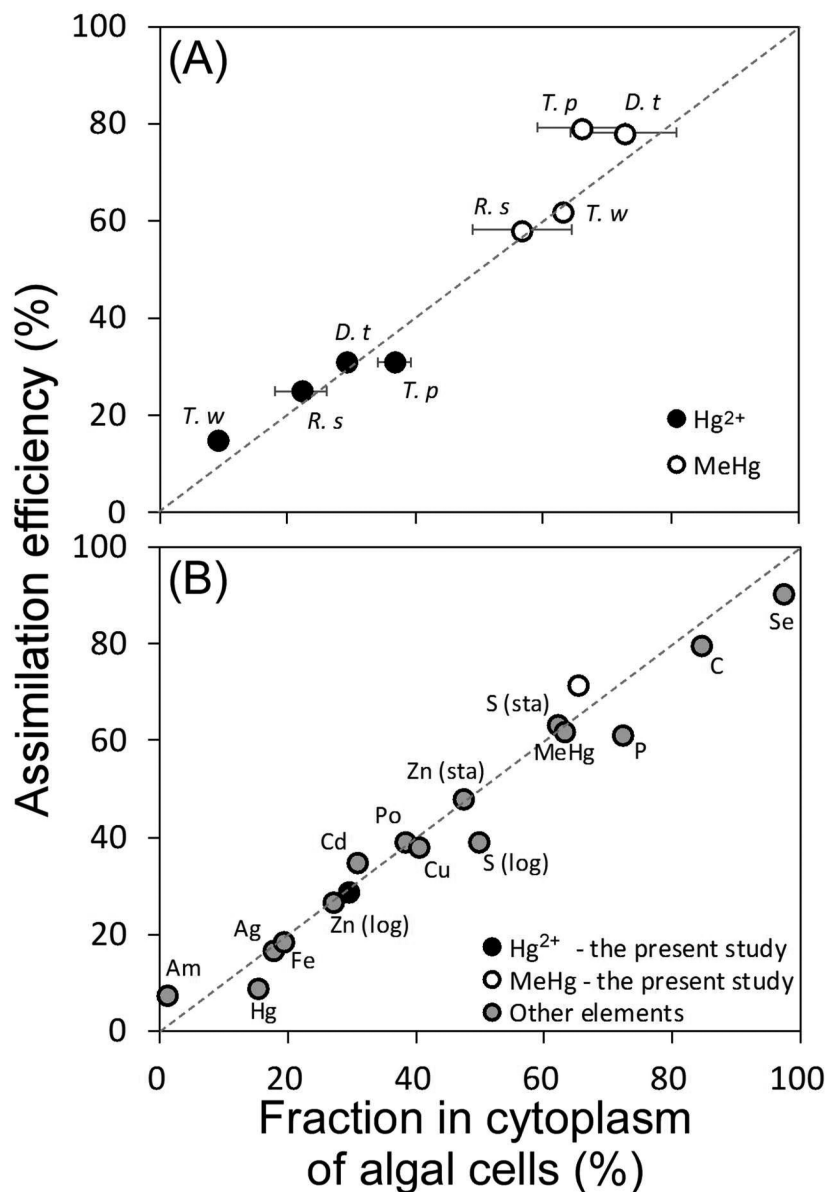 Assimilation efficiency (%)
(A)
100
80
60
40
20
0
T. p
D. t
R. s
T. w
D. t
T. p
T. w
R. s
Hg²⁺
MeHg
(B)
100
80
60
40
20
0
Se
C
S (sta)
MeHg
P
Zn (sta)
Po
Cu
S (log)
Cd
Zn (log)
Ag
Fe
Am
Hg
Hg²⁺ - the present study
MeHg - the present study
Other elements
0 20 40 60 80 100
Fraction in cytoplasm
of algal cells (%)